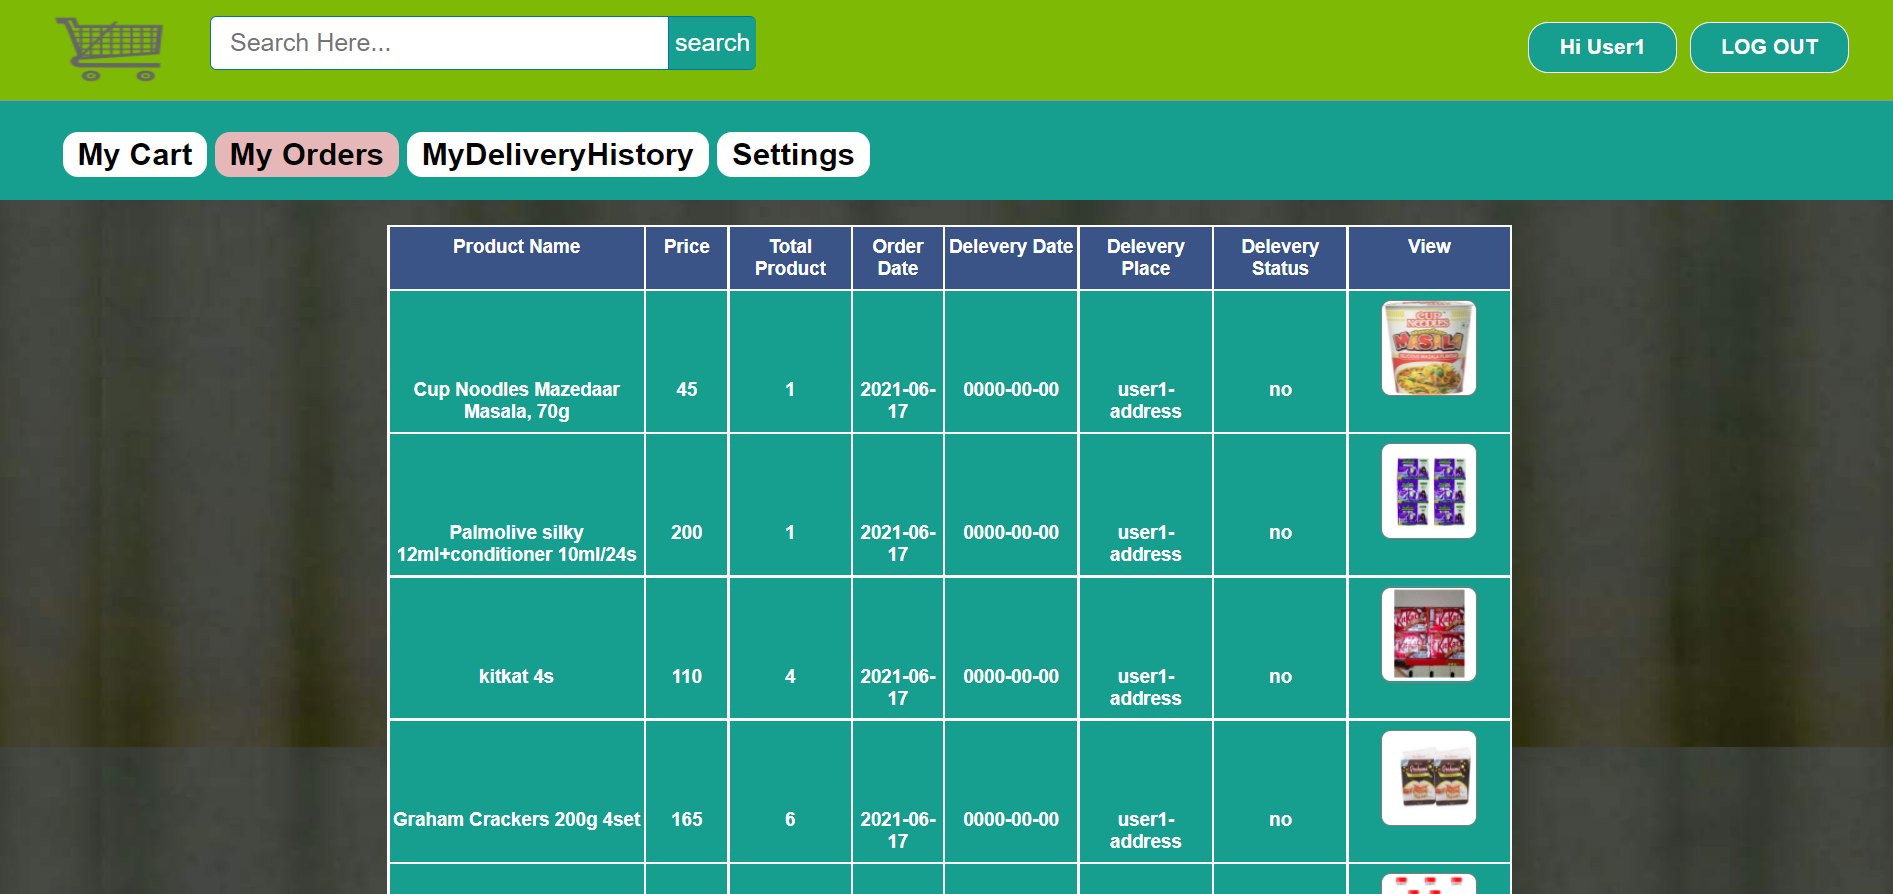 Search Here...
search
Hi User1
LOG OUT
My Cart
My Orders
MyDeliveryHistory
Settings
Product Name
Price
Total
Product
Order
Date
Delevery Date
Delevery
Place
Delevery
Status
View
Cup Noodles Mazedaar
Masala, 70g
45
1
2021-06-
17
0000-00-00
user1-
address
no
CUP
NOODLES
MASALA
Palmolive silky
12ml+conditioner 10ml/24s
200
1
2021-06-
17
0000-00-00
user1-
address
no
kitkat 4s
110
4
2021-06-
17
0000-00-00
user1-
address
no
Graham Crackers 200g 4set
165
6
2021-06-
17
0000-00-00
user1-
address
no